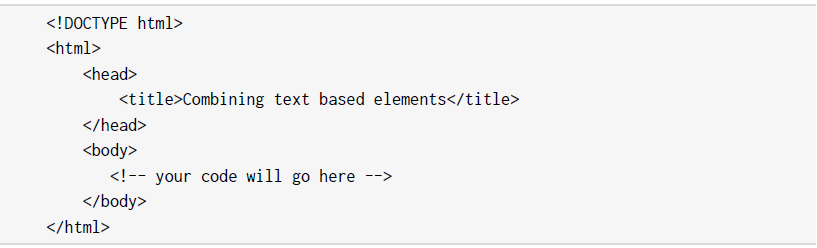 <!DOCTYPE html>
<html>
    <head>
        <title>Combining text based elements</title>
    </head>
    <body>
       <!-- your code will go here -->
    </body>
</html>